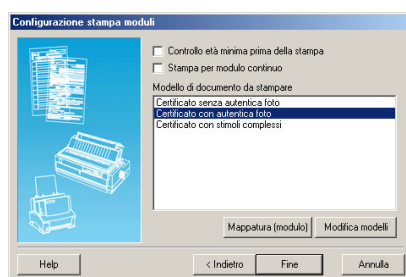 Configurazione stampa moduli
Controllo età minima prima della stampa
Stampa per modulo continuo
Modello di documento da stampare
Certificato senza autentica foto
Certificato con autentica foto
Certificato con stimoli complessi
Mappatura (modulo) Modifica modelli
Help < Indietro Fine Annulla